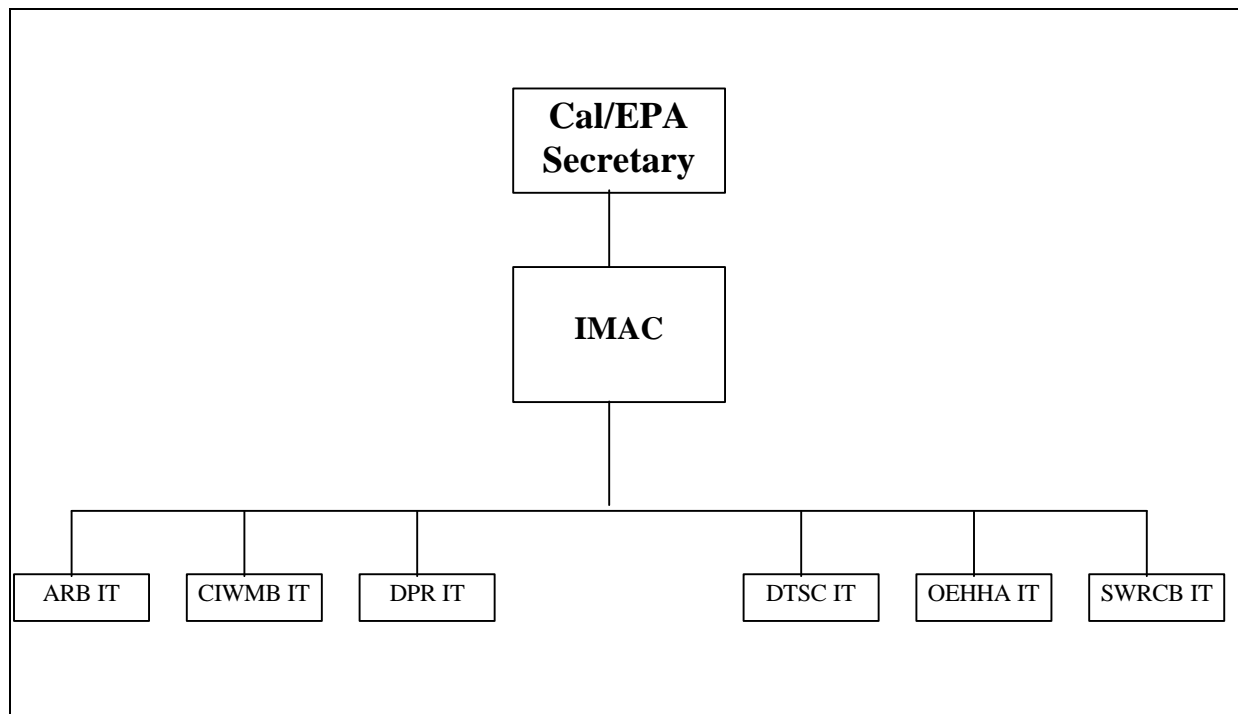 Cal/EPA
Secretary
IMAC
ARB IT
CIWMB IT
DPR IT
DTSC IT
OEHHA IT
SWRCB IT